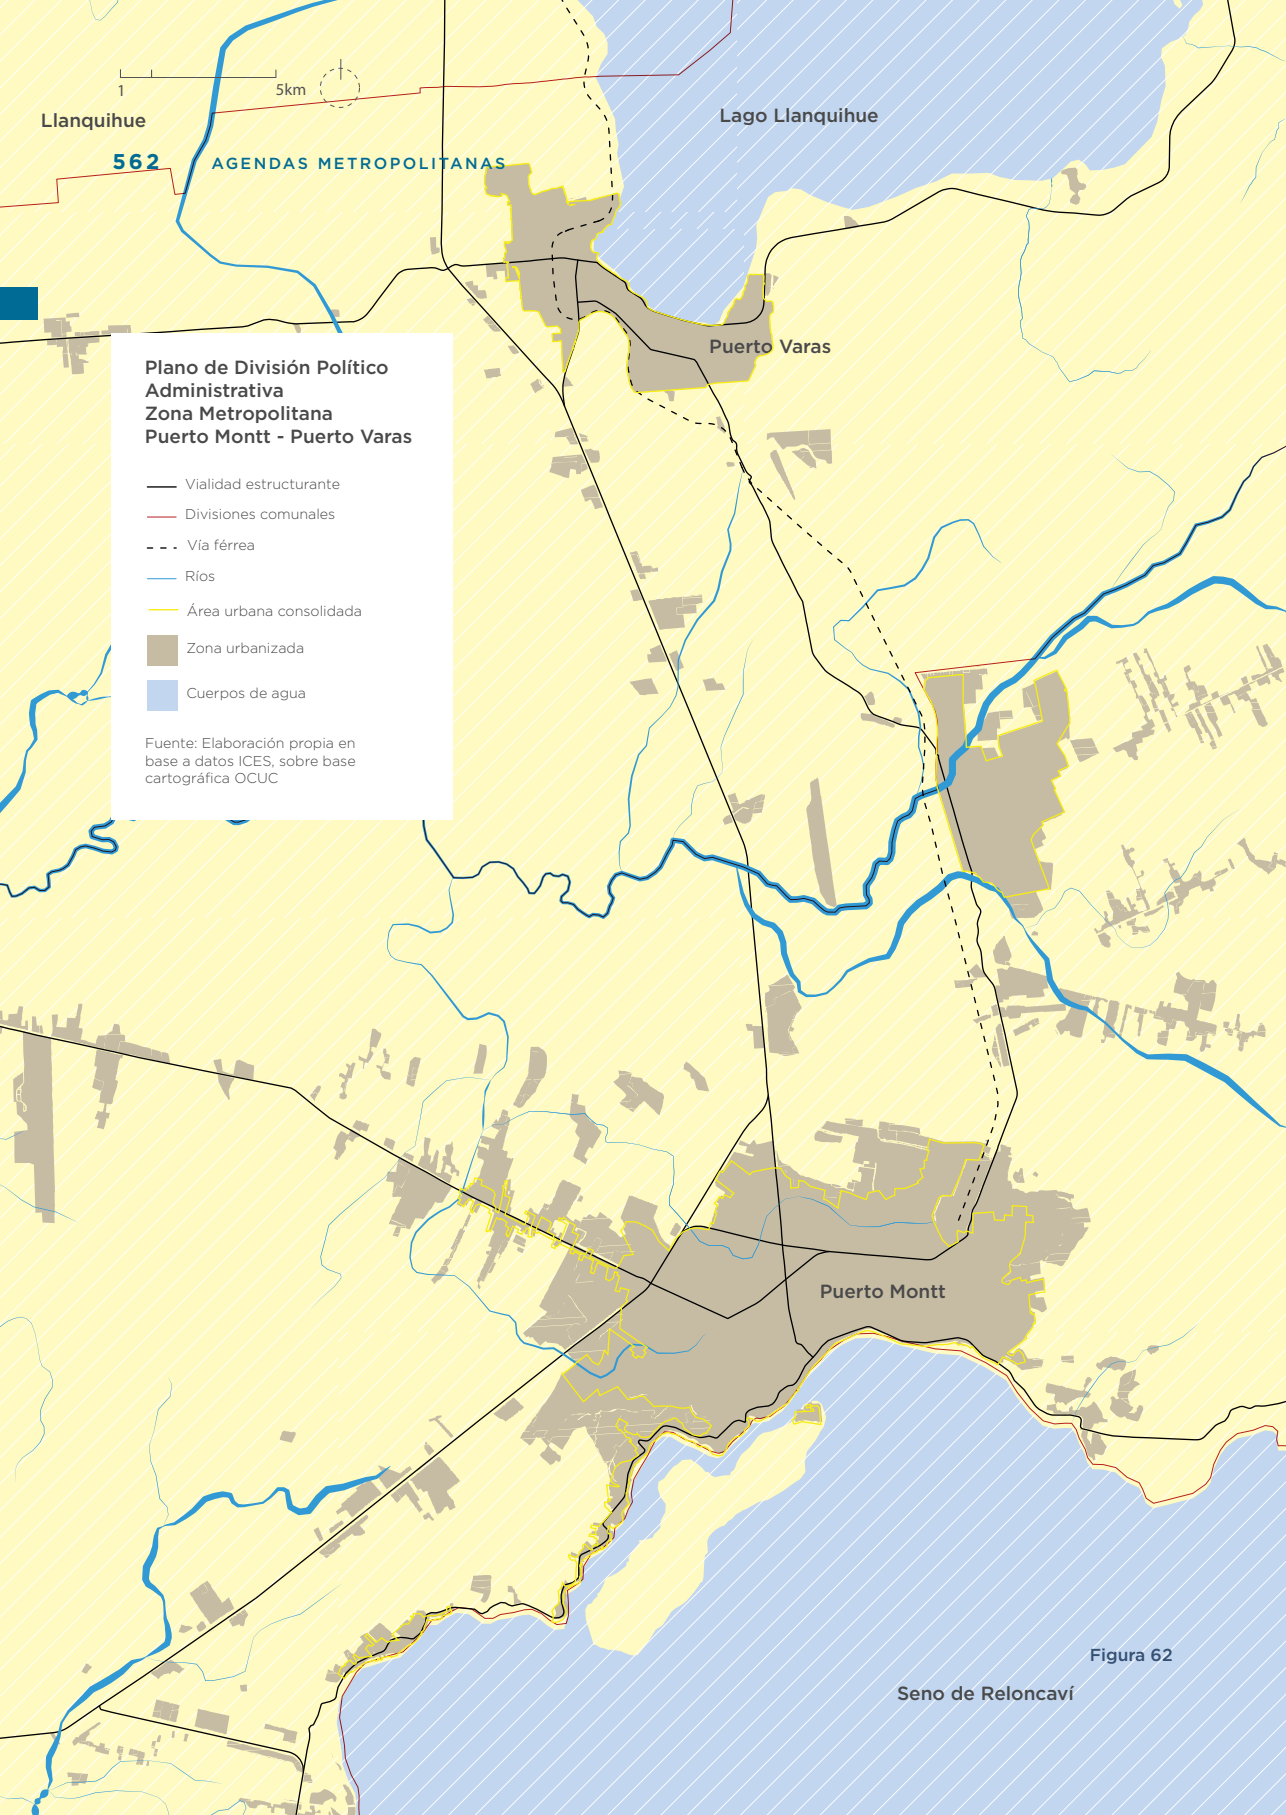 1
5km
Llanquihue
Lago Llanquihue
562
AGENDAS METROPOLITANAS
Puerto Varas
Plano de División Político
Administrativa
Zona Metropolitana
Puerto Montt - Puerto Varas
Vialidad estructurante
Divisiones comunales
Vía férrea
Ríos
Área urbana consolidada
Zona urbanizada
Cuerpos de agua
Fuente: Elaboración propia en
base a datos ICES, sobre base
cartográfica OCUC
Puerto Montt
Figura 62
Seno de Reloncaví